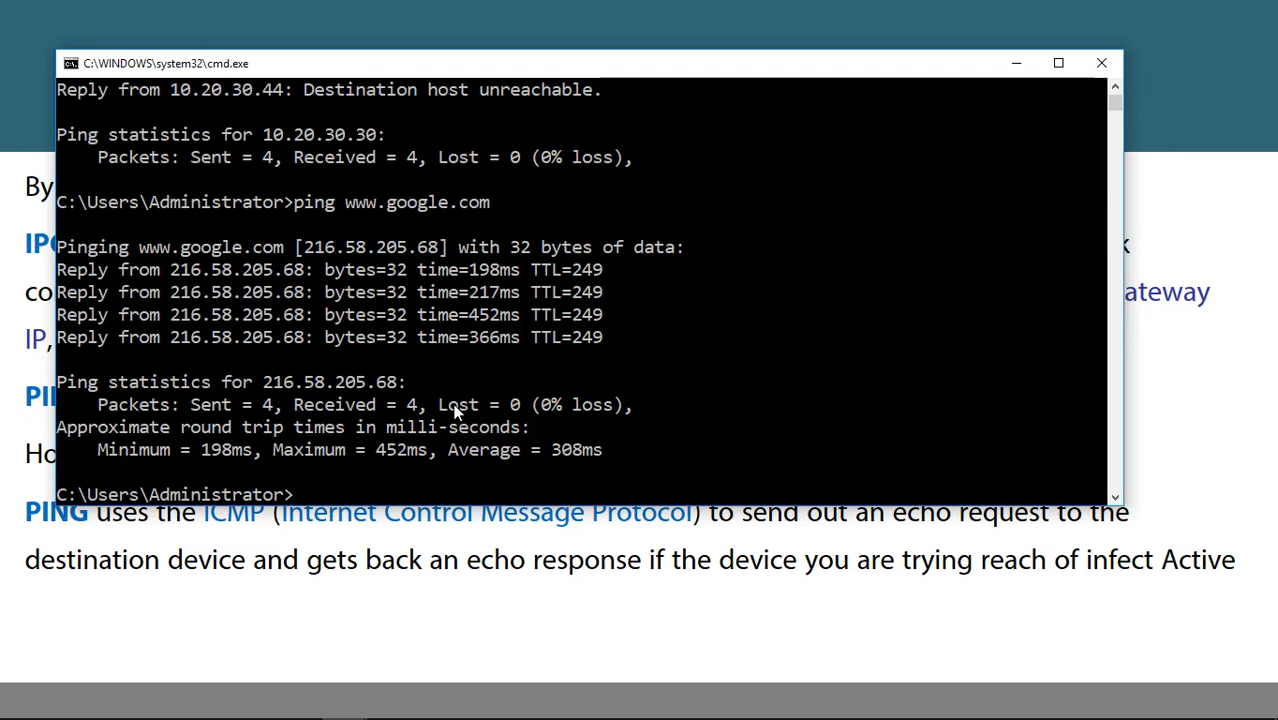 C:\WINDOWS\system32\cmd.exe
Reply from 10.20.30.44: Destination host unreachable.
Ping statistics for 10.20.30.30:
Packets: Sent = 4, Received = 4, Lost = 0 (0% loss),
C:\Users\Administrator>ping www.google.com
Pinging www.google.com [216.58.205.68] with 32 bytes of data:
Reply from 216.58.205.68: bytes=32 time=198ms TTL=249
Reply from 216.58.205.68: bytes=32 time=217ms TTL=249
Reply from 216.58.205.68: bytes=32 time=452ms TTL=249
Reply from 216.58.205.68: bytes=32 time=366ms TTL=249
Ping statistics for 216.58.205.68:
Packets: Sent = 4, Received = 4, Lost = 0 (0% loss),
Approximate round trip times in milli-seconds:
Minimum = 198ms, Maximum = 452ms, Average = 308ms
C:\Users\Administrator>
By
IP,
PING uses the ICMP (Internet Control Message Protocol) to send out an echo request to the
destination device and gets back an echo response if the device you are trying reach of infect Active